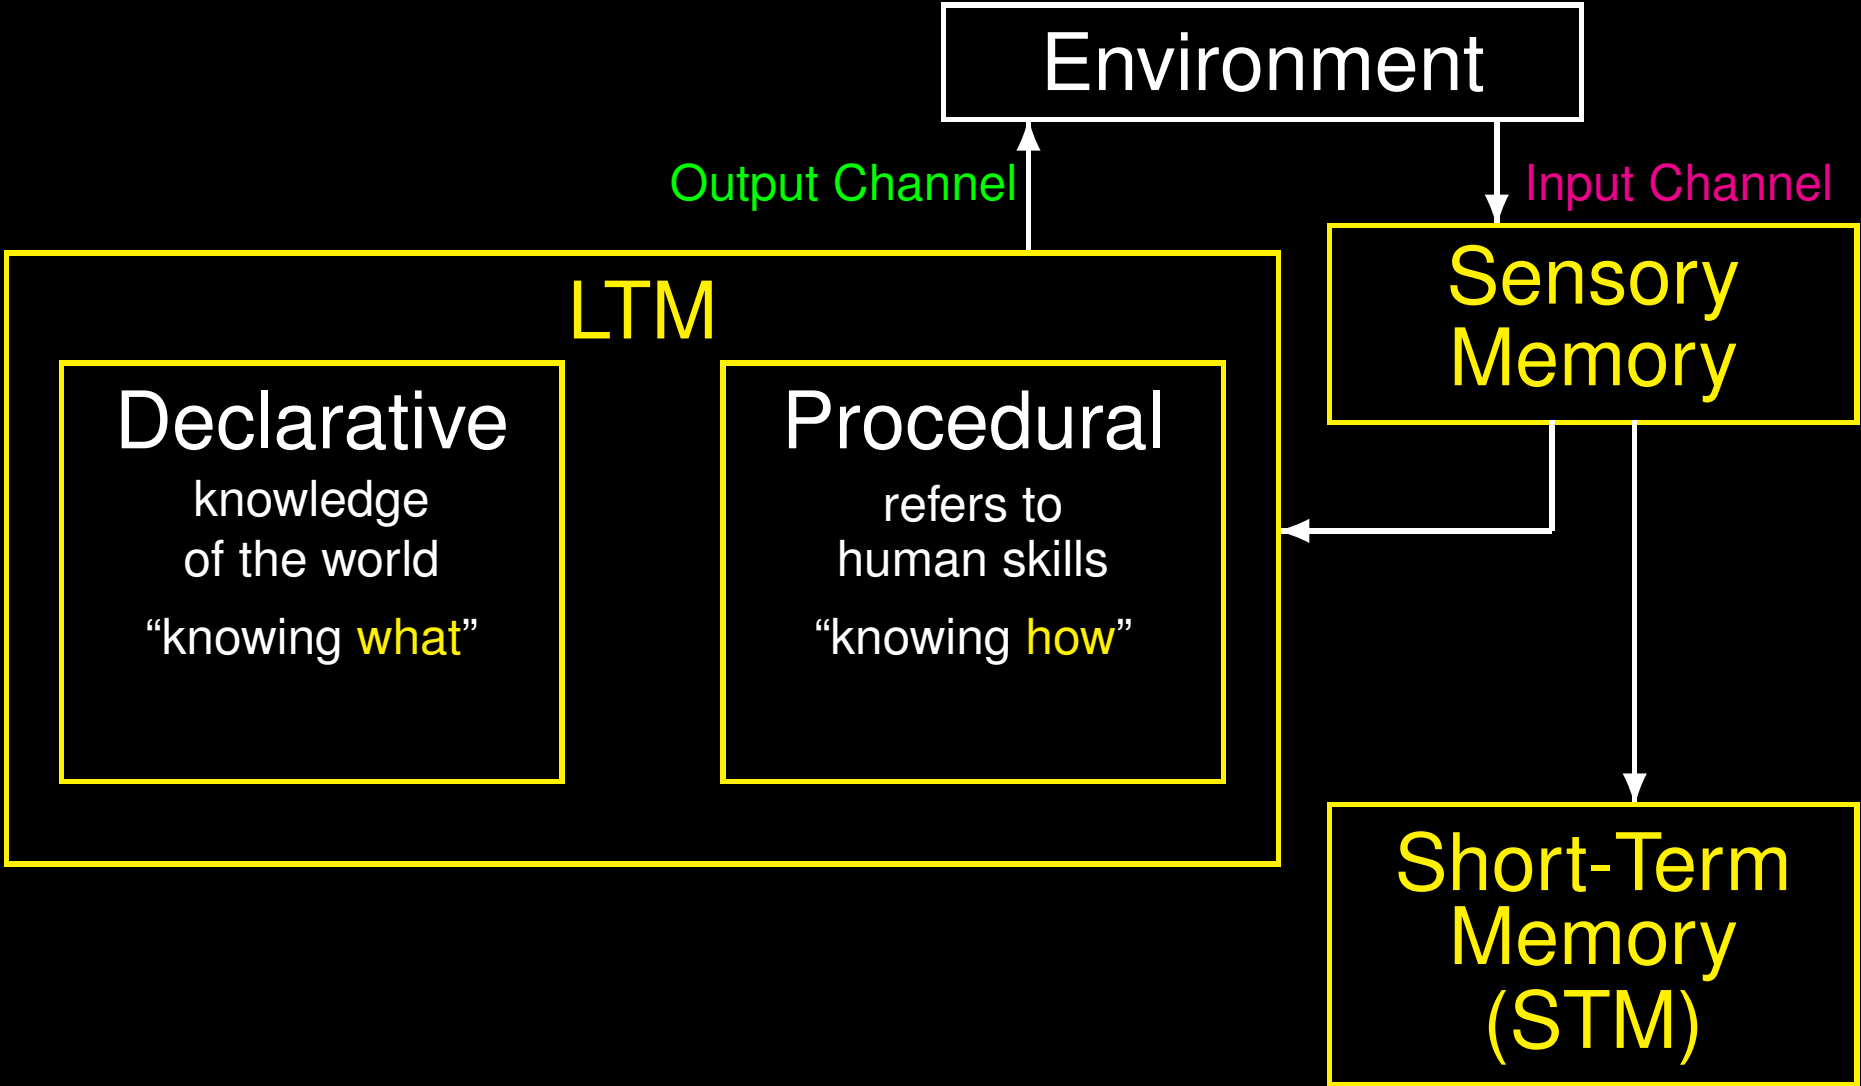 Environment
Output Channel
Input Channel
LTM
Declarative
knowledge
of the world
“knowing what”
Procedural
refers to
human skills
“knowing how”
Sensory
Memory
Short-Term
Memory
(STM)